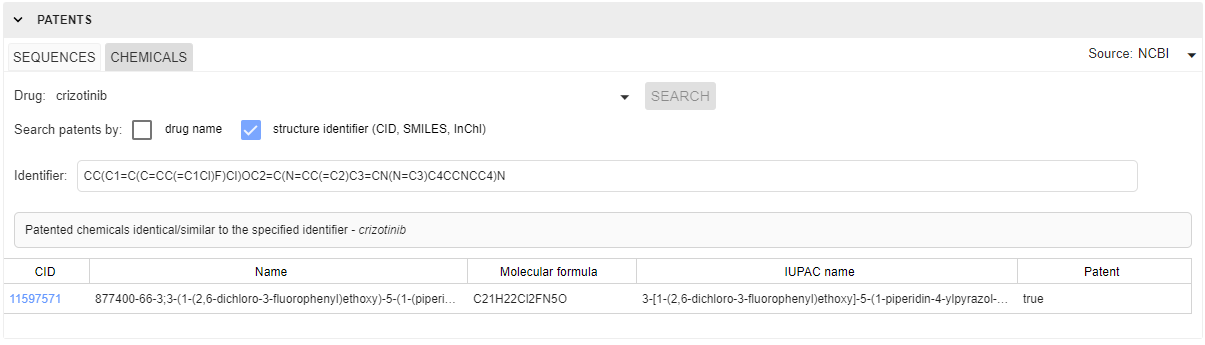 PATENTS
SEQUENCES CHEMICALS Source: NCBI
Drug: crizotinib SEARCH
Search patents by: drug name structure identifier (CID, SMILES, InChI)
Identifier: CC(C1=C(C=CC(=C1Cl)F)Cl)OC2=C(N=CC(=C2)C3=CN(N=C3)C4CCNCC4)N
Patented chemicals identical/similar to the specified identifier - crizotinib
CID Name Molecular formula IUPAC name Patent
11597571 877400-66-3;3-(1-(2,6-dichloro-3-fluorophenyl)ethoxy)-5-(1-(piperi... C21H22Cl2FN5O 3-[1-(2,6-dichloro-3-fluorophenyl)ethoxy]-5-(1-piperidin-4-ylpyrazol-... true